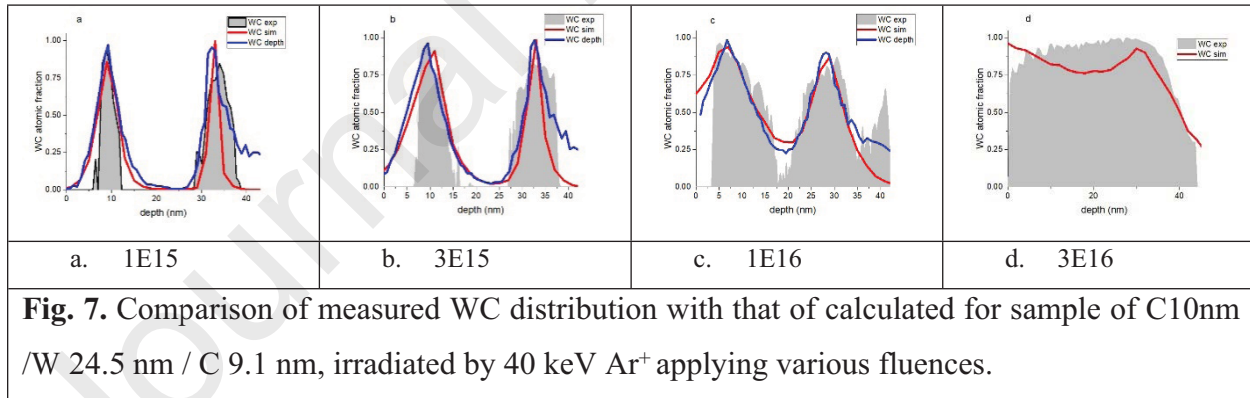 a
WC exp
WC sim
WC depth
1.00
0.75
0.50
0.25
0.00
WC atomic fraction
0 10 20 30 40
depth (nm)
b
WC exp
WC sim
WC depth
1.00
0.75
0.50
0.25
0.00
WC atomic fraction
0 5 10 15 20 25 30 35 40
depth (nm)
c
WC exp
WC sim
WC depth
1.00
0.75
0.50
0.25
0.00
WC atomic fraction
0 5 10 15 20 25 30 35 40
depth (nm)
d
WC exp
WC sim
1.00
0.75
0.50
0.25
0.00
WC atomic fraction
0 20 40
depth (nm)
a. 1E15
b. 3E15
c. 1E16
d. 3E16
Fig. 7. Comparison of measured WC distribution with that of calculated for sample of C10nm
/W 24.5 nm / C 9.1 nm, irradiated by 40 keV Ar⁺ applying various fluences.
Journal